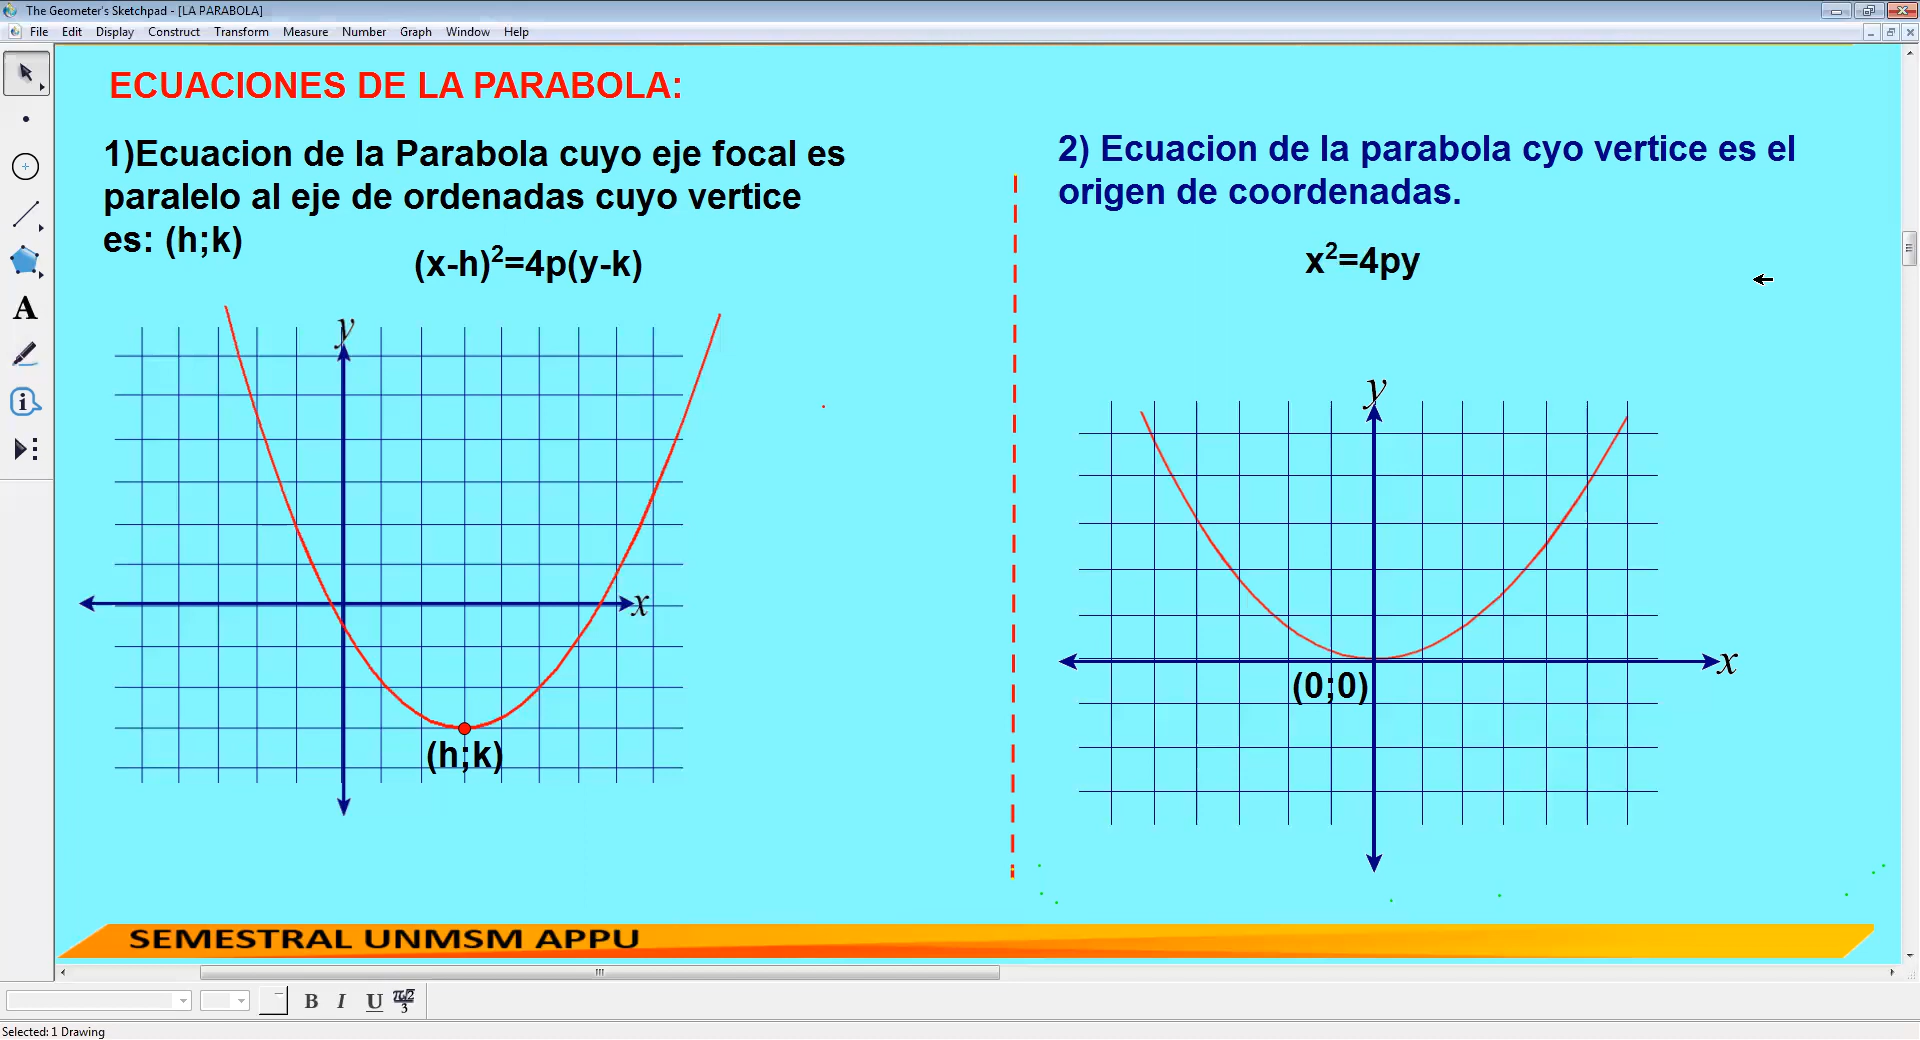 The Geometer's Sketchpad - [LA PARABOLA]
File Edit Display Construct Transform Measure Number Graph Window Help
ECUACIONES DE LA PARABOLA:
1)Ecuacion de la Parabola cuyo eje focal es
paralelo al eje de ordenadas cuyo vertice
es: (h;k)
(x-h)²=4p(y-k)
y
x
(h;k)
2) Ecuacion de la parabola cyo vertice es el
origen de coordenadas.
x²=4py
y
x
(0;0)
SEMESTRAL UNMSM APPU
A
B I U
Selected: 1 Drawing